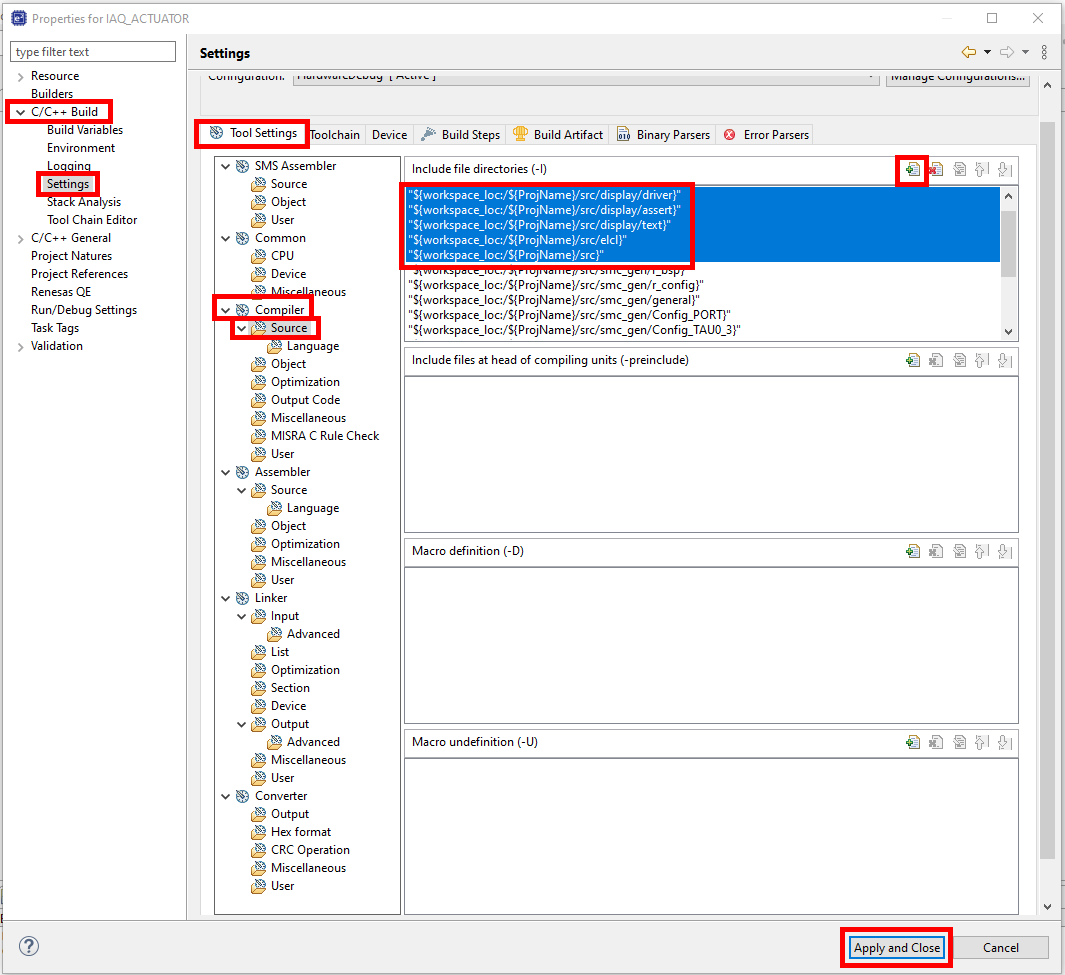 Properties for IAQ_ACTUATOR
type filter text
Settings
Resource
Builders
C/C++ Build
Build Variables
Environment
Logging
Settings
Stack Analysis
Tool Chain Editor
C/C++ General
Project Natures
Project References
Renesas QE
Run/Debug Settings
Task Tags
Validation
Configuration: HardwareDebug [ Active ] Manage Configurations...
Tool Settings Toolchain Device Build Steps Build Artifact Binary Parsers Error Parsers
SMS Assembler
Source
Object
User
Common
CPU
Device
Miscellaneous
Compiler
Source
Language
Object
Optimization
Output Code
Miscellaneous
MISRA C Rule Check
User
Assembler
Source
Language
Object
Optimization
Miscellaneous
User
Linker
Input
Advanced
List
Optimization
Section
Device
Output
Advanced
Miscellaneous
User
Converter
Output
Hex format
CRC Operation
Miscellaneous
User
Include file directories (-I)
"${workspace_loc:/${ProjName}/src/display/driver}"
"${workspace_loc:/${ProjName}/src/display/assert}"
"${workspace_loc:/${ProjName}/src/display/text}"
"${workspace_loc:/${ProjName}/src/elcl}"
"${workspace_loc:/${ProjName}/src}"
"${workspace_loc:/${ProjName}/src/smc_gen/r_bsp}"
"${workspace_loc:/${ProjName}/src/smc_gen/r_config}"
"${workspace_loc:/${ProjName}/src/smc_gen/general}"
"${workspace_loc:/${ProjName}/src/smc_gen/Config_PORT}"
"${workspace_loc:/${ProjName}/src/smc_gen/Config_TAU0_3}"
Include files at head of compiling units (-preinclude)
Macro definition (-D)
Macro undefinition (-U)
Apply and Close
Cancel